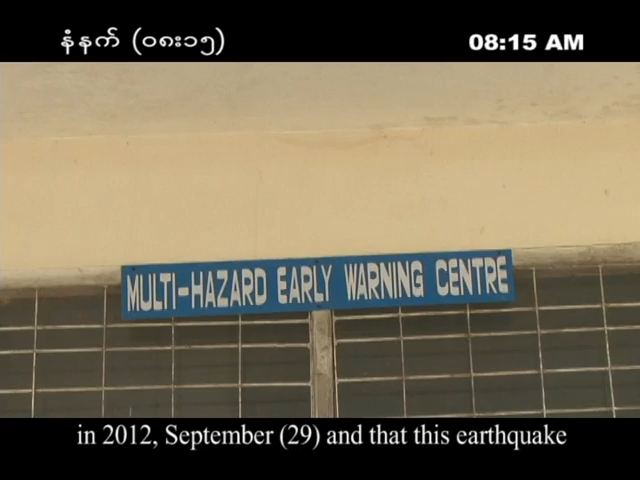 နံနက် (၀၈း၁၅)
08:15 AM
MULTI-HAZARD EARLY WARNING CENTRE
in 2012, September (29) and that this earthquake